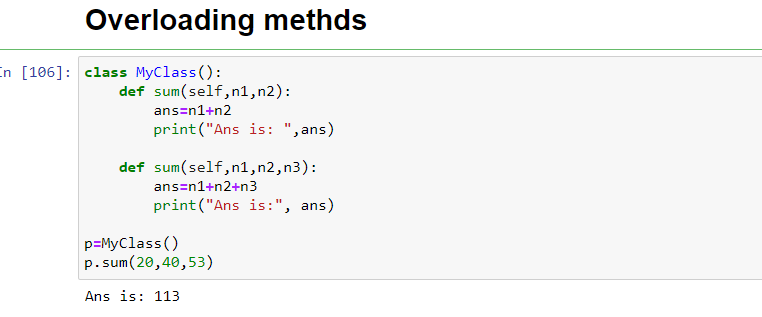 Overloading methds
In [106]: class MyClass():
    def sum(self,n1,n2):
        ans=n1+n2
        print("Ans is: ",ans)

    def sum(self,n1,n2,n3):
        ans=n1+n2+n3
        print("Ans is:", ans)

p=MyClass()
p.sum(20,40,53)
Ans is: 113